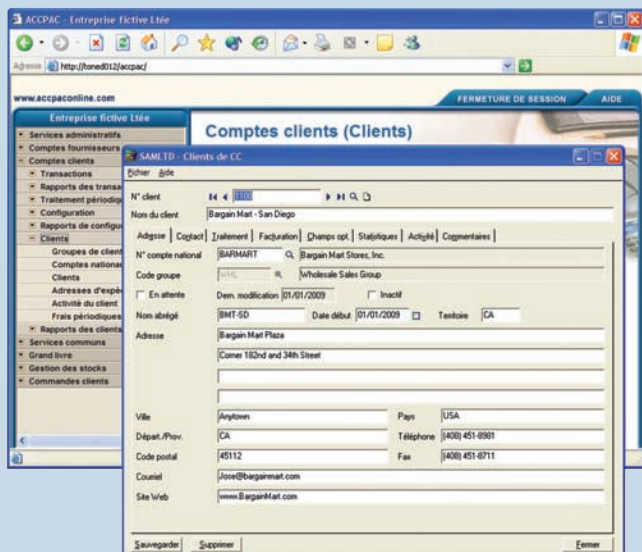 ACCPAC - Entreprise fictive Ltée
Adresse http://toned012/accpac/
www.accpaconline.com
FERMETURE DE SESSION AIDE
Entreprise fictive Ltée
Services administratifs
Comptes fournisseurs
Comptes clients
Transactions
Rapports des transa
Traitement périodiqu
Configuration
Rapports de configu
Clients
Groupes de client
Comptes nationa
Clients
Adresses d'expé
Activité du client
Frais périodiques
Rapports des clients
Services communs
Grand livre
Gestion des stocks
Commandes clients
Comptes clients (Clients)
SAMLTD - Clients de CC
Fichier Aide
N° client 1100
Nom du client Bargain Mart - San Diego
Adresse Contact Traitement Facturation Champs opt. Statistiques Activité Commentaires
N° compte national BARMART Bargain Mart Stores, Inc.
Code groupe WHL Wholesale Sales Group
En attente Dern. modification 01/01/2009 Inactif
Nom abrégé BMT-SD Date début 01/01/2009 Territoire CA
Adresse Bargain Mart Plaza
Corner 182nd and 34th Street
Ville Anytown Pays USA
Départ./Prov. CA Téléphone (408) 451-8981
Code postal 45112 Fax (408) 451-8711
Courriel Jose@bargainmart.com
Site Web www.BargainMart.com
Sauvegarder Supprimer Fermer